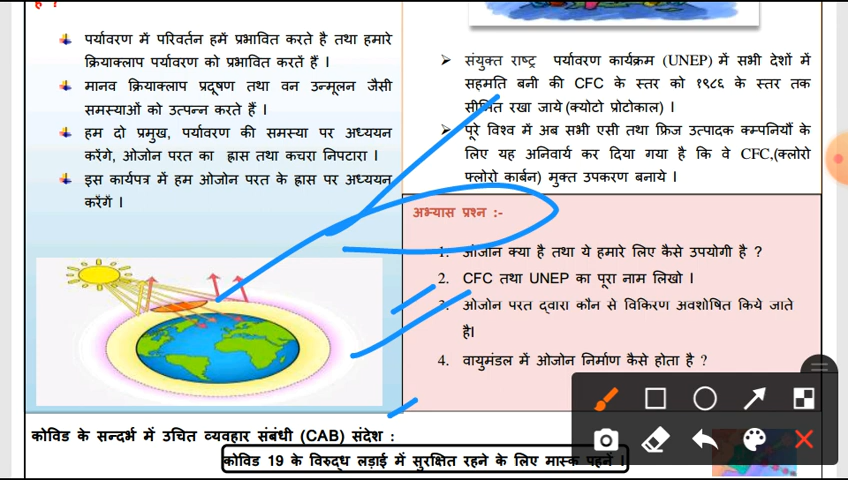 है ?
पर्यावरण में परिवर्तन हमें प्रभावित करते है तथा हमारे
क्रियाक्लाप पर्यावरण को प्रभावित करतें हैं I
मानव क्रियाक्लाप प्रदूषण तथा वन उन्मूलन जैसी
समस्याओं को उत्पन्न करते हैं I
हम दो प्रमुख, पर्यावरण की समस्या पर अध्ययन
करेंगे, ओजोन परत का ह्रास तथा कचरा निपटारा I
इस कार्यपत्र में हम ओजोन परत के ह्रास पर अध्ययन
करेंगें I
संयुक्त राष्ट्र पर्यावरण कार्यक्रम (UNEP) में सभी देशों में
सहमति बनी की CFC के स्तर को १९८६ के स्तर तक
सीमित रखा जाये (क्योटो प्रोटोकाल) I
पूरे विश्व में अब सभी एसी तथा फ्रिज उत्पादक कम्पनियों के
लिए यह अनिवार्य कर दिया गया है कि वे CFC,(क्लोरो
फ्लोरो कार्बन) मुक्त उपकरण बनाये I
अभ्यास प्रश्न :-
1. ओजोन क्या है तथा ये हमारे लिए कैसे उपयोगी है ?
2. CFC तथा UNEP का पूरा नाम लिखो I
3. ओजोन परत द्वारा कौन से विकिरण अवशोषित किये जाते
है।
4. वायुमंडल में ओजोन निर्माण कैसे होता है ?
कोविड के सन्दर्भ में उचित व्यवहार संबंधी (CAB) संदेश :
कोविड 19 के विरुद्ध लड़ाई में सुरक्षित रहने के लिए मास्क पहनें I